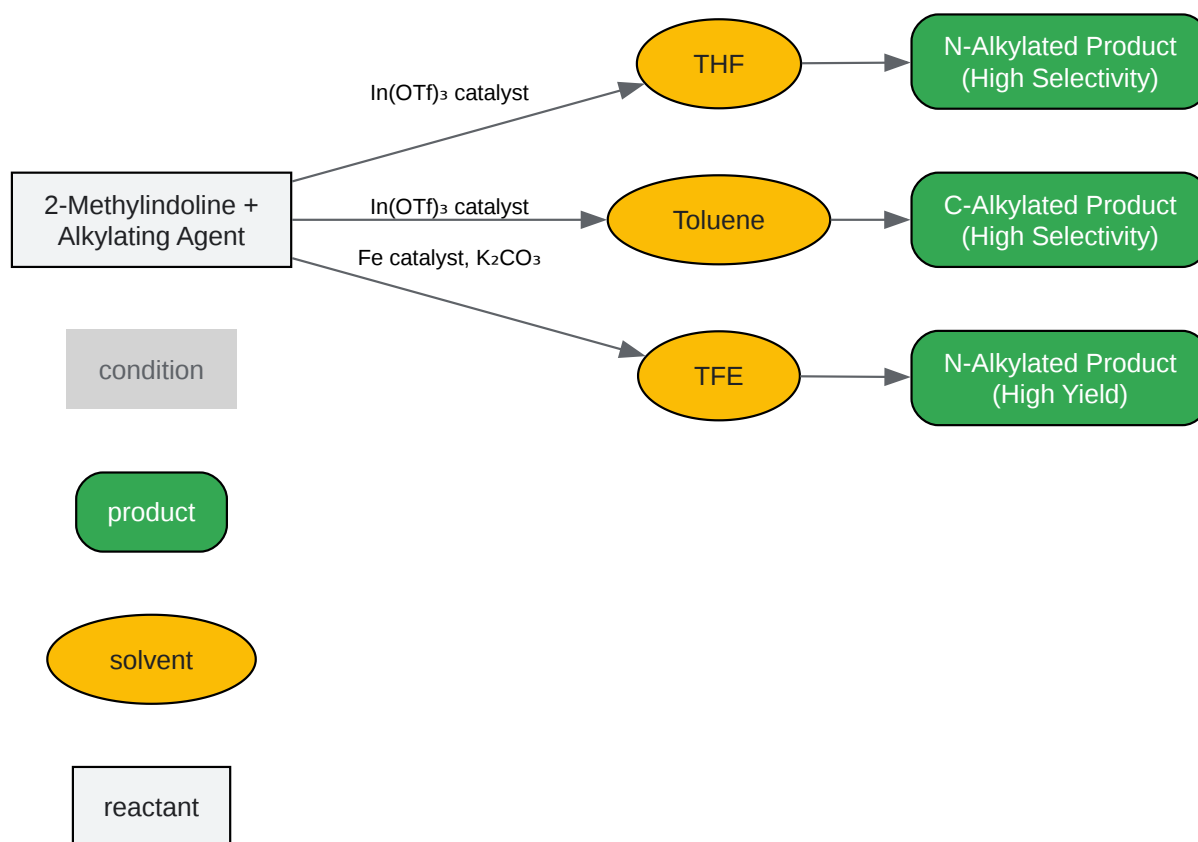 THF
N-Alkylated Product
(High Selectivity)
In(OTf)₃ catalyst
2-Methylindoline +
Alkylating Agent
In(OTf)₃ catalyst
Toluene
C-Alkylated Product
(High Selectivity)
Fe catalyst, K₂CO₃
TFE
N-Alkylated Product
(High Yield)
condition
product
solvent
reactant